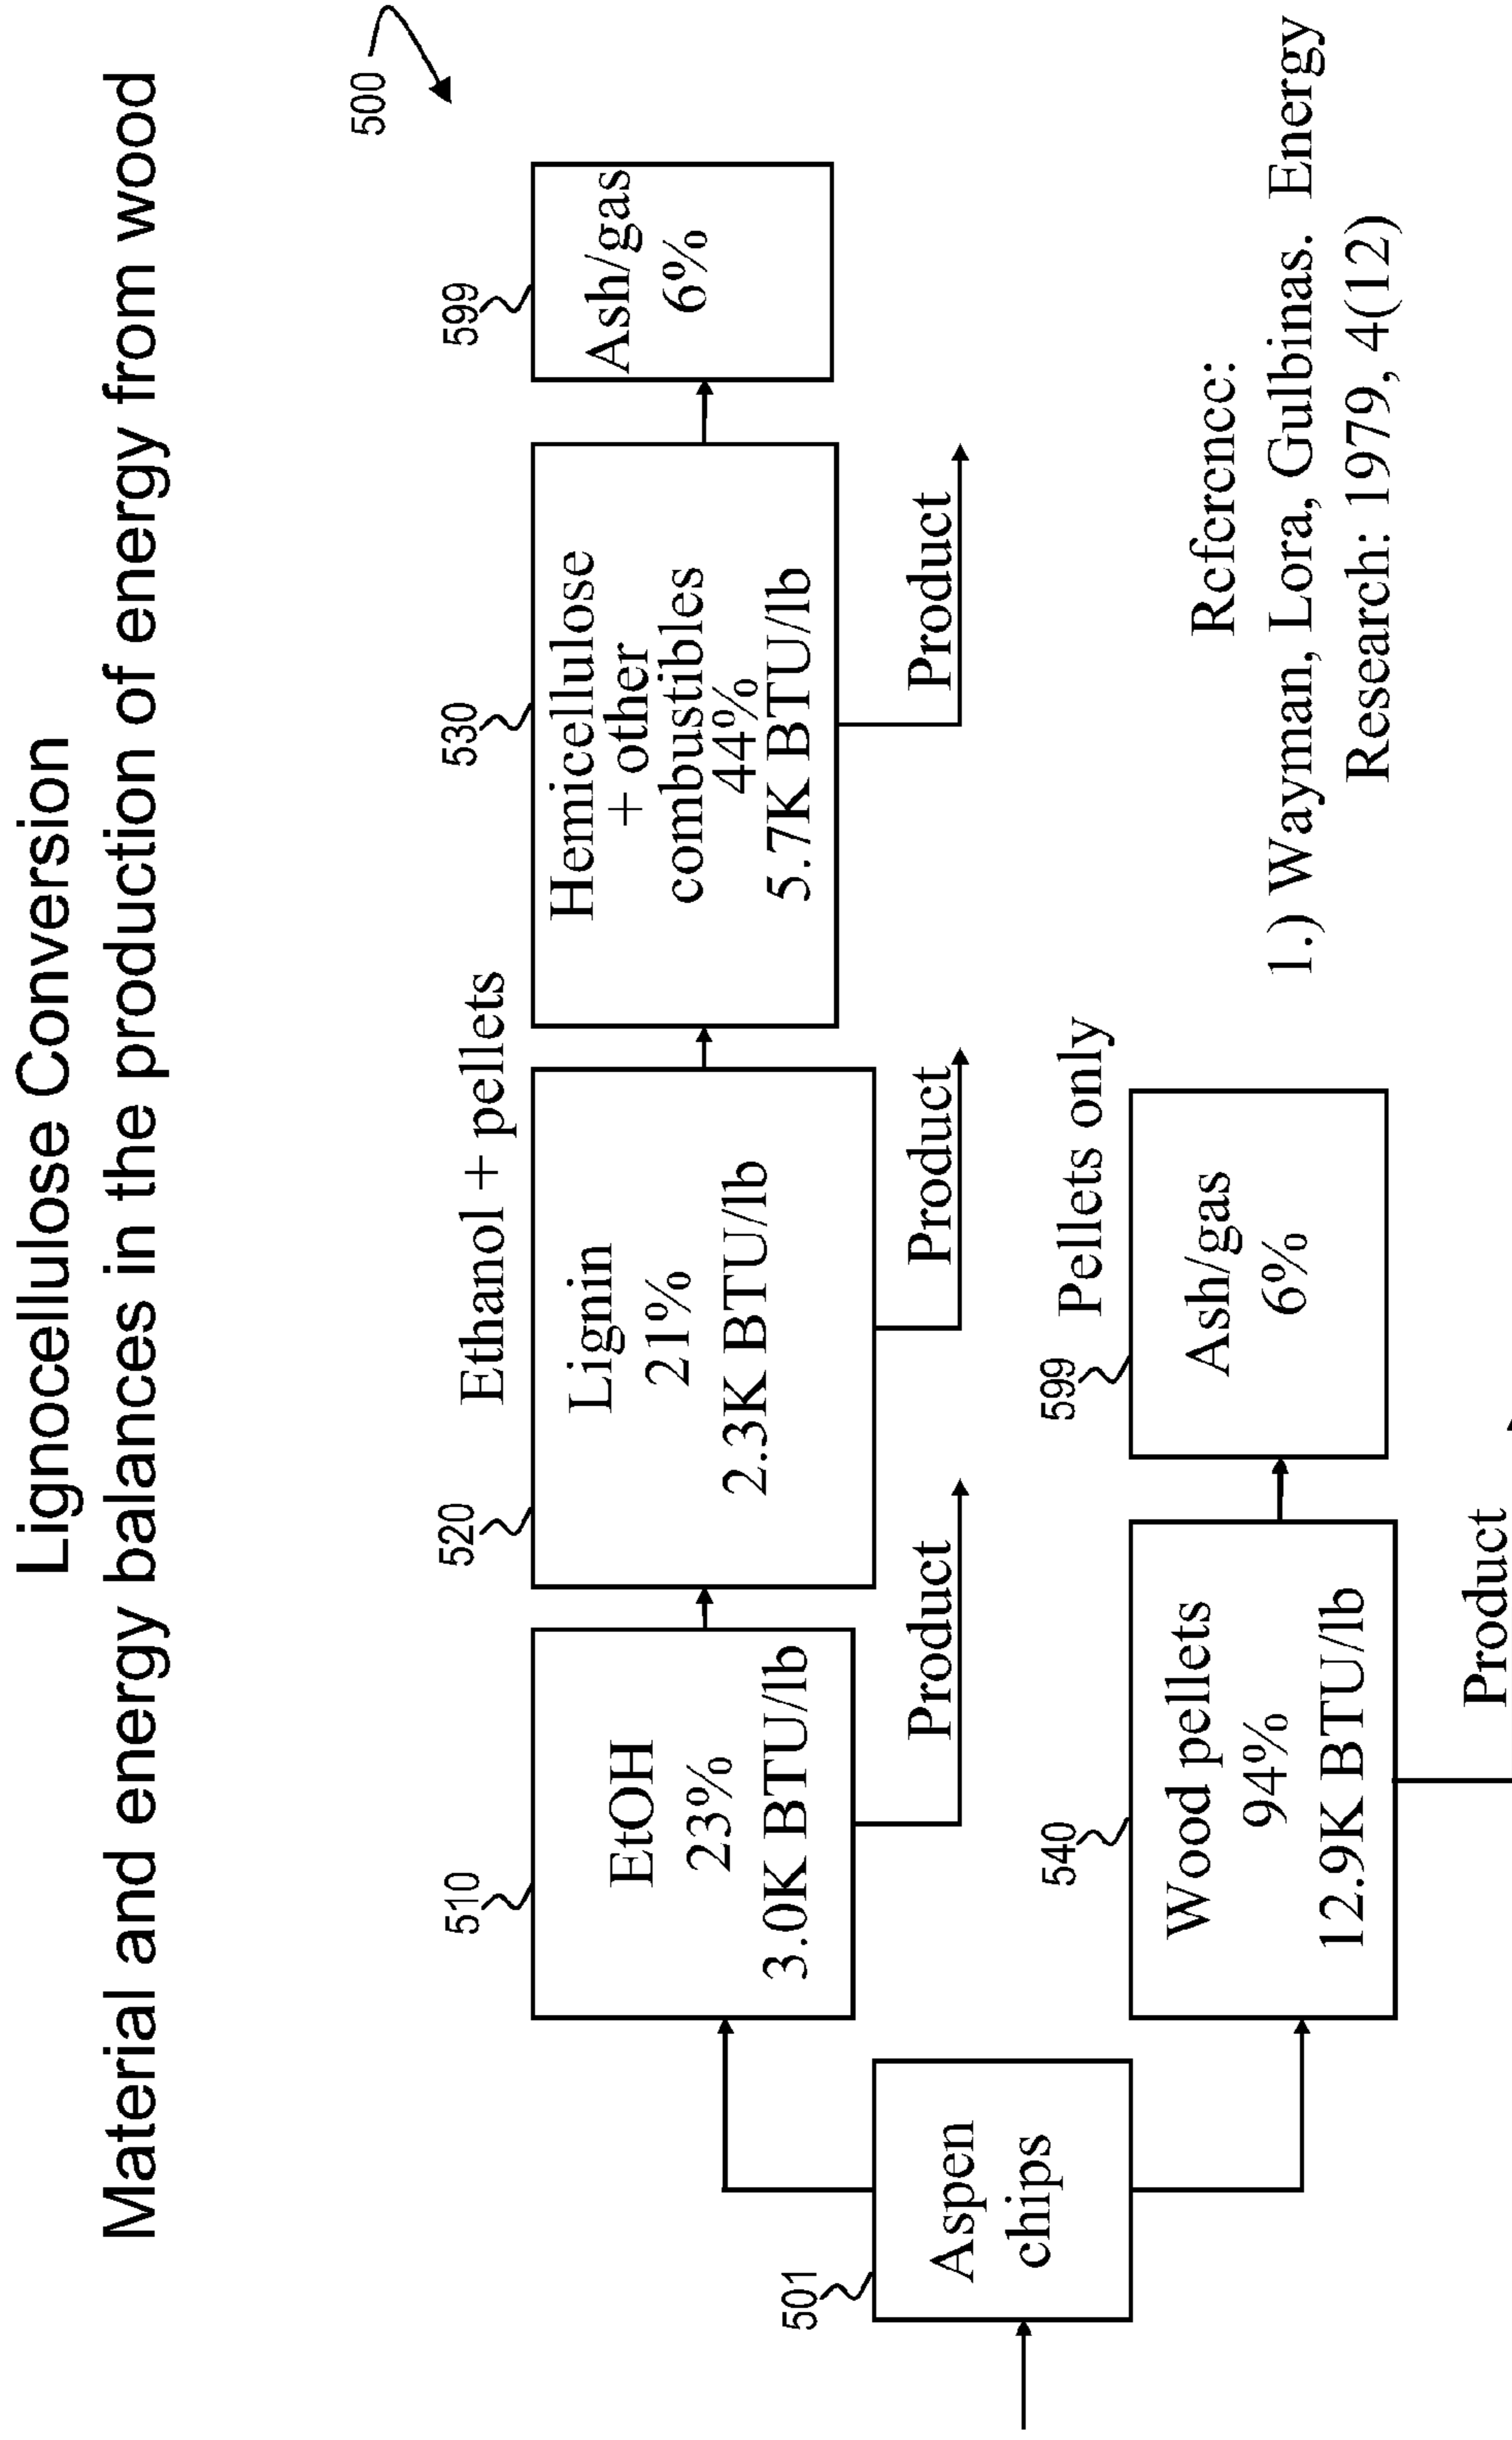 Lignocellulose Conversion
Material and energy balances in the production of energy from wood
500
Ethanol + pellets
510
EtOH
23%
3.0K BTU/lb
Product
520
Lignin
21%
2.3K BTU/lb
Product
530
Hemicellulose
+ other
combustibles
44%
5.7K BTU/lb
Product
599
Ash/gas
6%
501
Aspen
chips
Pellets only
540
Wood pellets
94%
12.9K BTU/lb
Product
599
Ash/gas
6%
Reference:
1.) Wayman, Lora, Gulbinas. Energy
Research: 1979, 4(12)